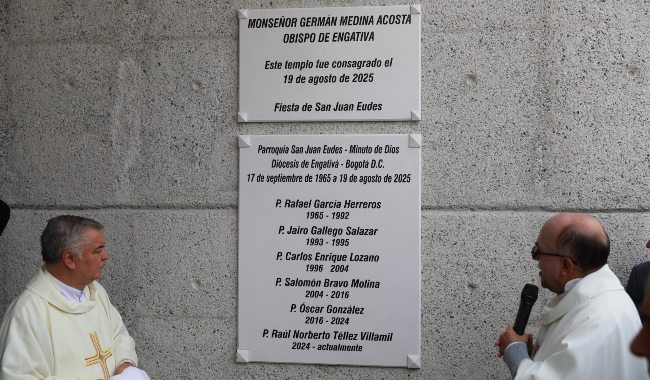 MONSEÑOR GERMÁN MEDINA ACOSTA
OBISPO DE ENGATIVA
Este templo fue consagrado el
19 de agosto de 2025
Fiesta de San Juan Eudes
Parroquia San Juan Eudes - Minuto de Dios
Diócesis de Engativá - Bogotá D.C.
17 de septiembre de 1965 a 19 de agosto de 2025
P. Rafael García Herreros
1965 - 1992
P. Jairo Gallego Salazar
1993 - 1995
P. Carlos Enrique Lozano
1996 2004
P. Salomón Bravo Molina
2004 - 2016
P. Óscar González
2016 - 2024
P. Raúl Norberto Téllez Villamil
2024 - actualmente